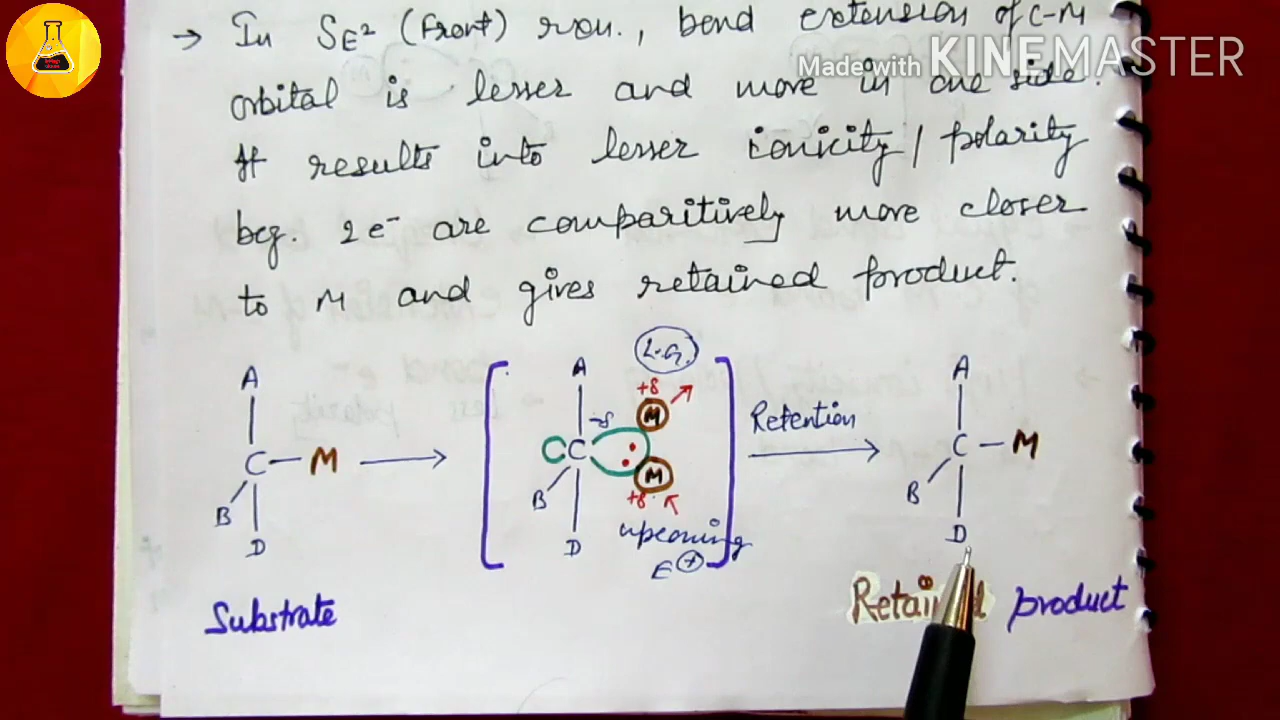 → In SE² (Front) rxn., bond extension of C-M
Made with KINEMASTER
orbital is lesser and more in one side.
It results into lesser ionicity / polarity
bcz. 2e⁻ are comparitively more closer
to M and gives retained product.
A
C — M
B
D
Substrate
L.G.
A
+δ
M
-δ
C
M
B
+δ
D
upcoming
E⊕
Retention
A
C — M
B
D
Retained product